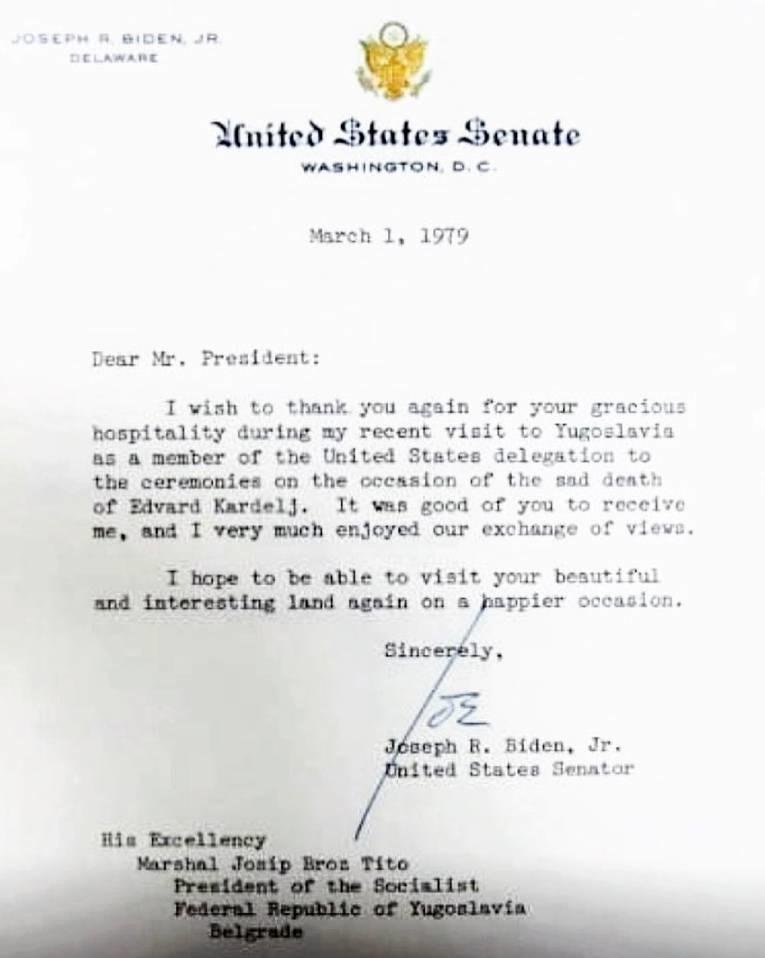 JOSEPH R. BIDEN, JR.
DELAWARE
United States Senate
WASHINGTON, D. C.
March 1, 1979
Dear Mr. President:
I wish to thank you again for your gracious
hospitality during my recent visit to Yugoslavia
as a member of the United States delegation to
the ceremonies on the occasion of the sad death
of Edvard Kardelj. It was good of you to receive
me, and I very much enjoyed our exchange of views.
I hope to be able to visit your beautiful
and interesting land again on a happier occasion.
Sincerely,
Joe
Joseph R. Biden, Jr.
United States Senator
His Excellency
Marshal Josip Broz Tito
President of the Socialist
Federal Republic of Yugoslavia
Belgrade